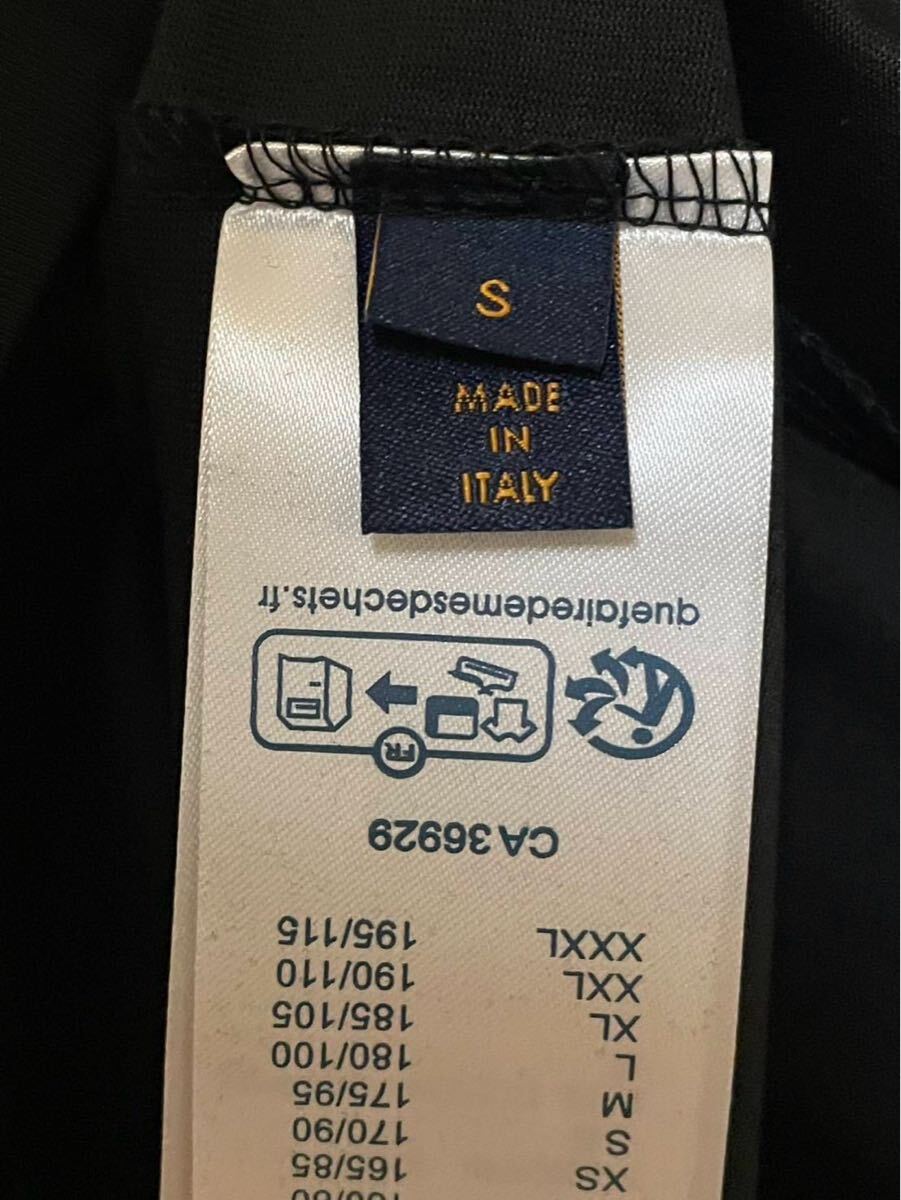 S
MADE
IN
ITALY
quefairedemesdechets.fr
FR
CA 36929
XXXL 195/115
XXL 190/110
XL 185/105
L 180/100
M 175/95
S 170/90
XS 165/85